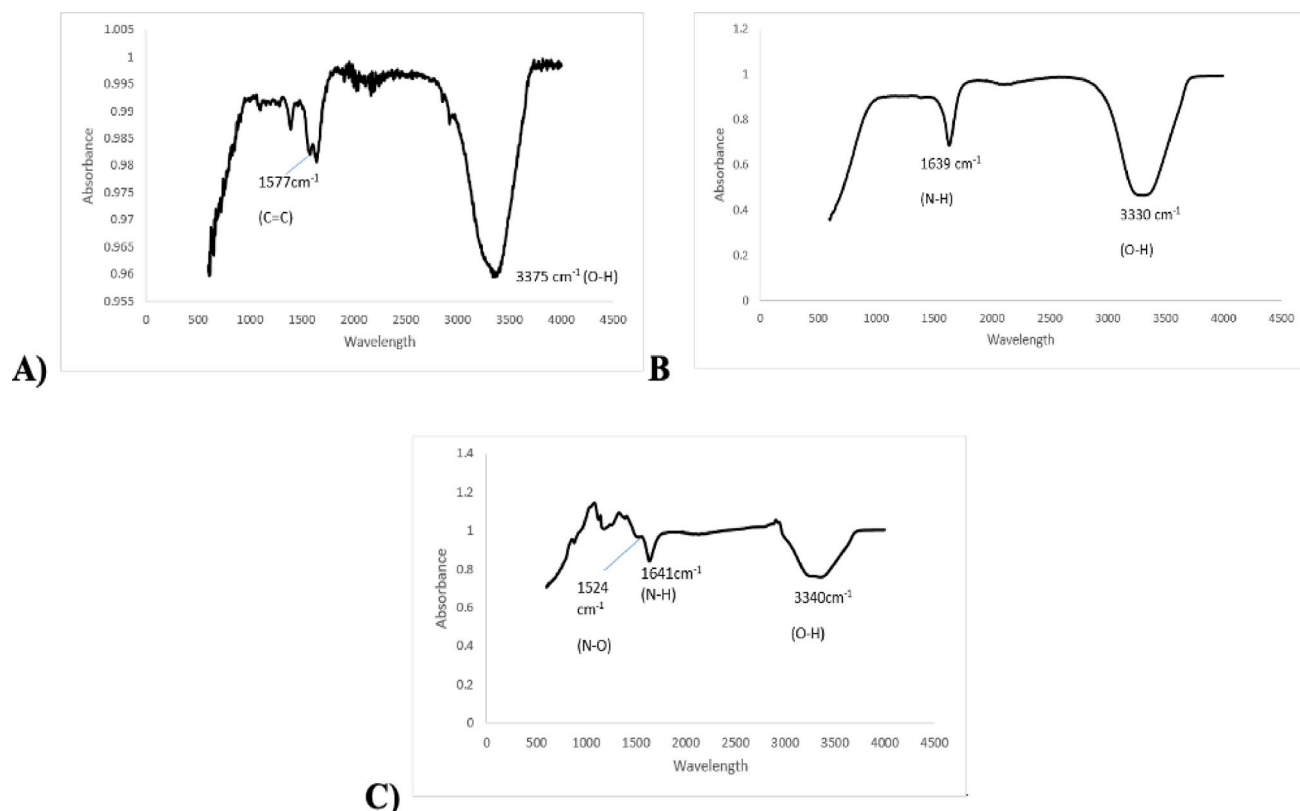 1.005
1
0.995
0.99
0.985
0.98
0.975
0.97
0.965
0.96
0.955
Absorbance
1577cm-1
(C=C)
3375 cm-1 (O-H)
0 500 1000 1500 2000 2500 3000 3500 4000 4500
Wavelength
A)
1.2
1
0.8
0.6
0.4
0.2
0
Absorbance
1639 cm-1
(N-H)
3330 cm-1
(O-H)
0 500 1000 1500 2000 2500 3000 3500 4000 4500
Wavelength
B
1.4
1.2
1
0.8
0.6
0.4
0.2
0
Absorbance
1524
cm-1
(N-O)
1641cm-1
(N-H)
3340cm-1
(O-H)
0 500 1000 1500 2000 2500 3000 3500 4000 4500
Wavelength
C)